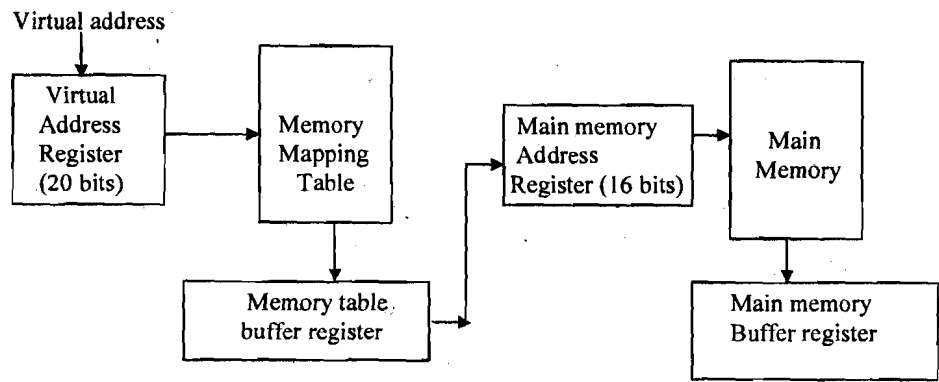 Virtual address
Virtual
Address
Register
(20 bits)
Memory
Mapping
Table
Memory table
buffer register
Main memory
Address
Register (16 bits)
Main
Memory
Main memory
Buffer register